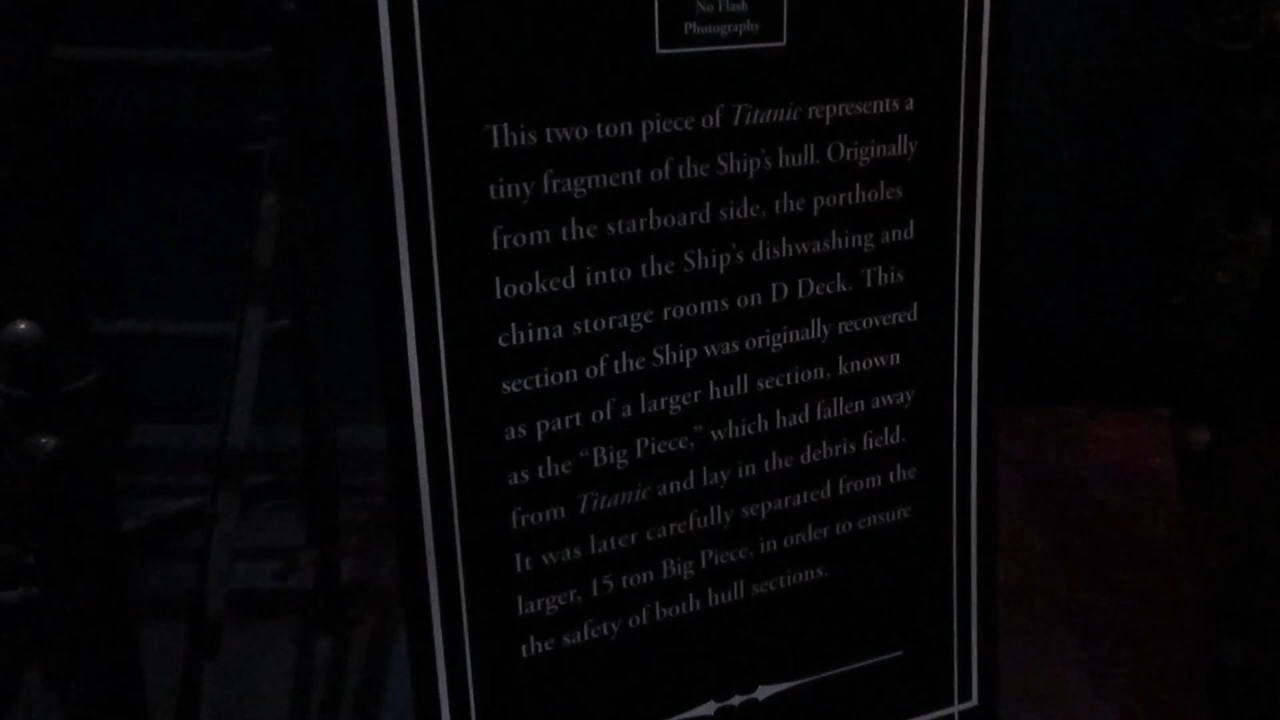 No Flash
Photography
This two ton piece of Titanic represents a
tiny fragment of the Ship's hull. Originally
from the starboard side, the portholes
looked into the Ship's dishwashing and
china storage rooms on D Deck. This
section of the Ship was originally recovered
as part of a larger hull section, known
as the “Big Piece,” which had fallen away
from Titanic and lay in the debris field.
It was later carefully separated from the
larger, 15 ton Big Piece, in order to ensure
the safety of both hull sections.